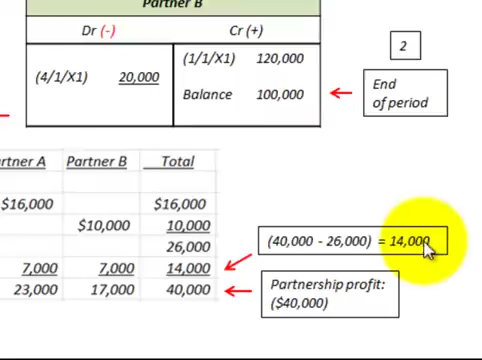 Partner B
Dr (-) Cr (+)
(1/1/X1) 120,000
(4/1/X1) 20,000
Balance 100,000
2
End
of period
rtner A Partner B Total
$16,000 $16,000
$10,000 10,000
26,000
7,000 7,000 14,000
23,000 17,000 40,000
(40,000 - 26,000) = 14,000
Partnership profit:
($40,000)